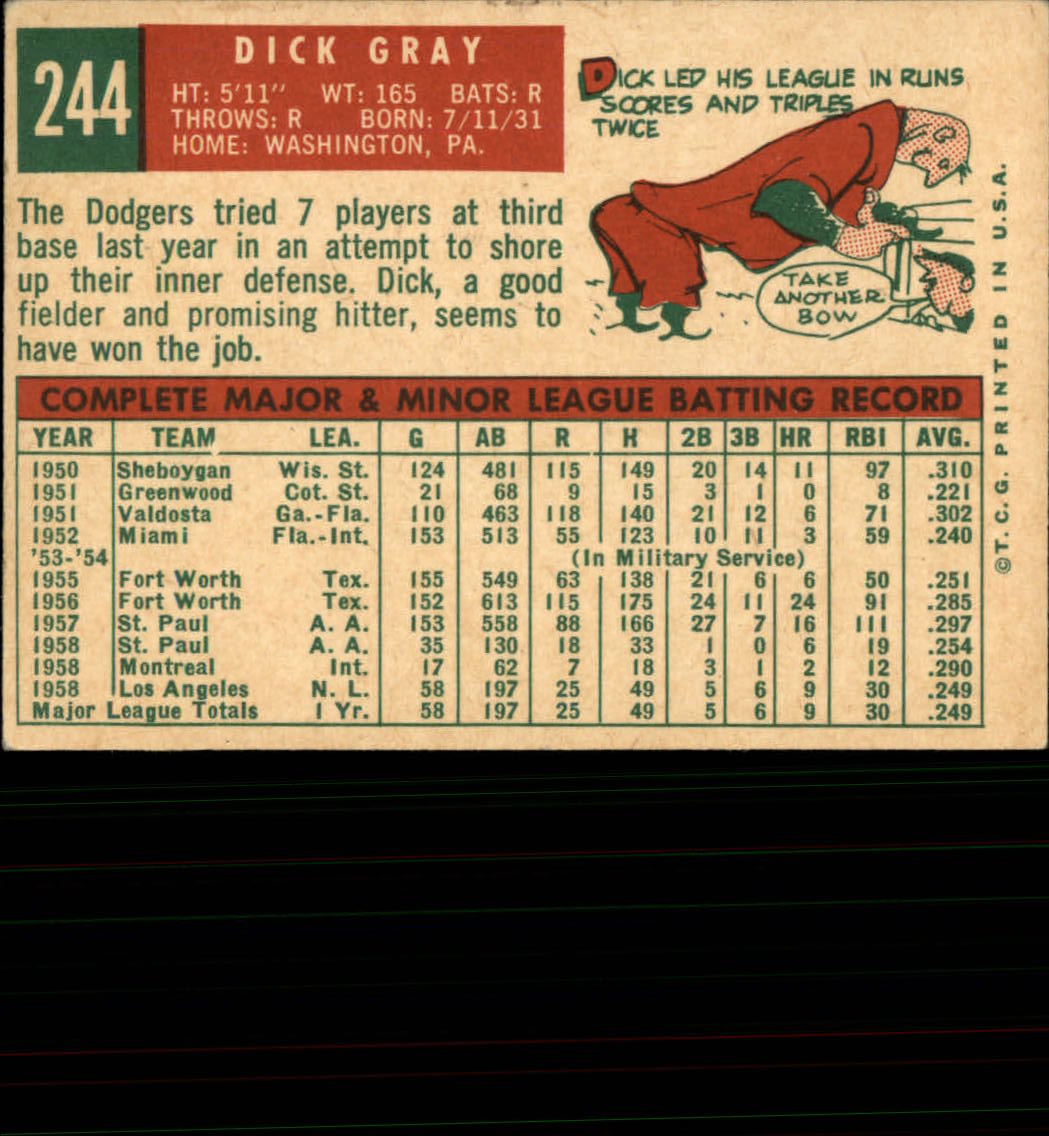 244
DICK GRAY
HT: 5'11" WT: 165 BATS: R
THROWS: R BORN: 7/11/31
HOME: WASHINGTON, PA.
DICK LED HIS LEAGUE IN RUNS
SCORES AND TRIPLES
TWICE
TAKE
ANOTHER
BOW
The Dodgers tried 7 players at third
base last year in an attempt to shore
up their inner defense. Dick, a good
fielder and promising hitter, seems to
have won the job.
COMPLETE MAJOR & MINOR LEAGUE BATTING RECORD
YEAR TEAM LEA. G AB R H 2B 3B HR RBI AVG.
1950 Sheboygan Wis. St. 124 481 115 149 20 14 11 97 .310
1951 Greenwood Cot. St. 21 68 9 15 3 1 0 8 .221
1951 Valdosta Ga.-Fla. 110 463 118 140 21 12 6 71 .302
1952 Miami Fla.-Int. 153 513 55 123 10 11 3 59 .240
'53-'54 (In Military Service)
1955 Fort Worth Tex. 155 549 63 138 21 6 6 50 .251
1956 Fort Worth Tex. 152 613 115 175 24 11 24 91 .285
1957 St. Paul A. A. 153 558 88 166 27 7 16 111 .297
1958 St. Paul A. A. 35 130 18 33 1 0 6 19 .254
1958 Montreal Int. 17 62 7 18 3 1 2 12 .290
1958 Los Angeles N. L. 58 197 25 49 5 6 9 30 .249
Major League Totals 1 Yr. 58 197 25 49 5 6 9 30 .249
©T. C. G. PRINTED IN U.S.A.